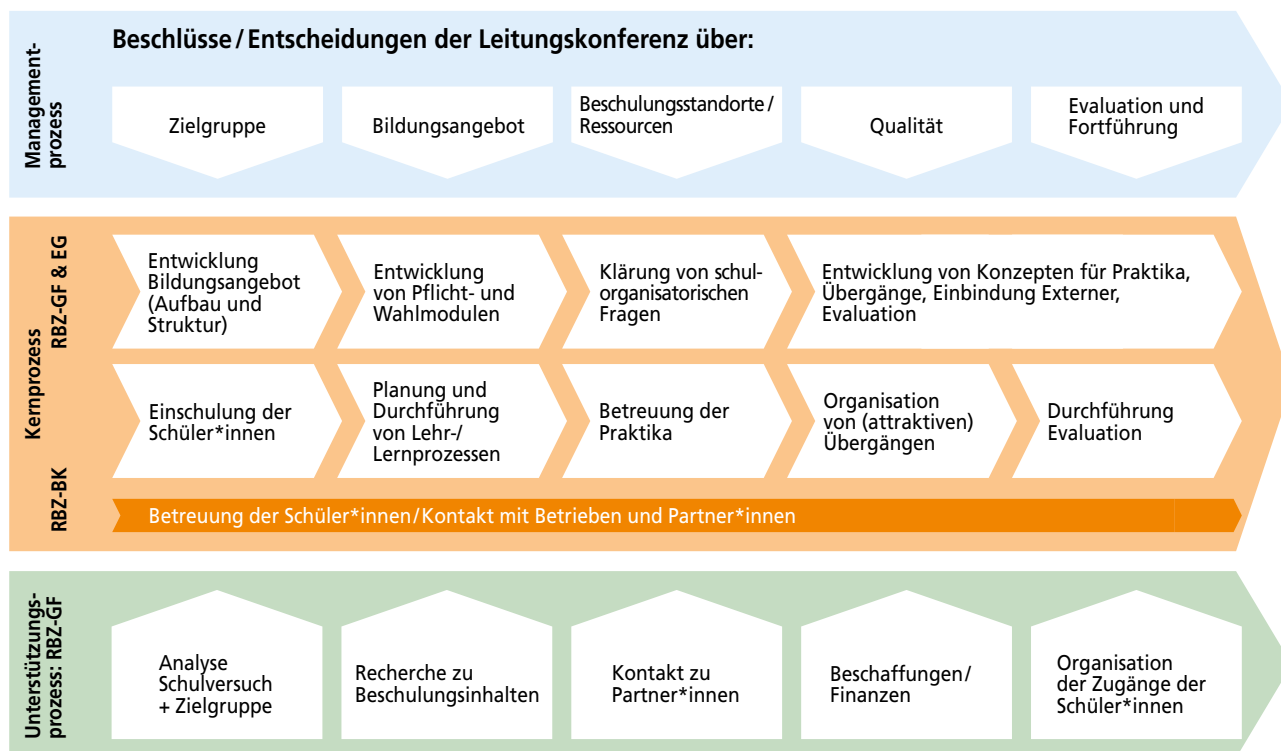 Management-
prozess
Beschlüsse/Entscheidungen der Leitungskonferenz über:
Zielgruppe
Bildungsangebot
Beschulungsstandorte/
Ressourcen
Qualität
Evaluation und
Fortführung
Kernprozess
RBZ-GF & EG
Entwicklung
Bildungsangebot
(Aufbau und
Struktur)
Entwicklung
von Pflicht- und
Wahlmodulen
Klärung von schul-
organisatorischen
Fragen
Entwicklung von Konzepten für Praktika,
Übergänge, Einbindung Externer,
Evaluation
RBZ-BK
Einschulung der
Schüler*innen
Planung und
Durchführung
von Lehr-/
Lernprozessen
Betreuung der
Praktika
Organisation
von (attraktiven)
Übergängen
Durchführung
Evaluation
Betreuung der Schüler*innen/Kontakt mit Betrieben und Partner*innen
Unterstützungs-
prozess: RBZ-GF
Analyse
Schulversuch
+ Zielgruppe
Recherche zu
Beschulungsinhalten
Kontakt zu
Partner*innen
Beschaffungen/
Finanzen
Organisation
der Zugänge der
Schüler*innen